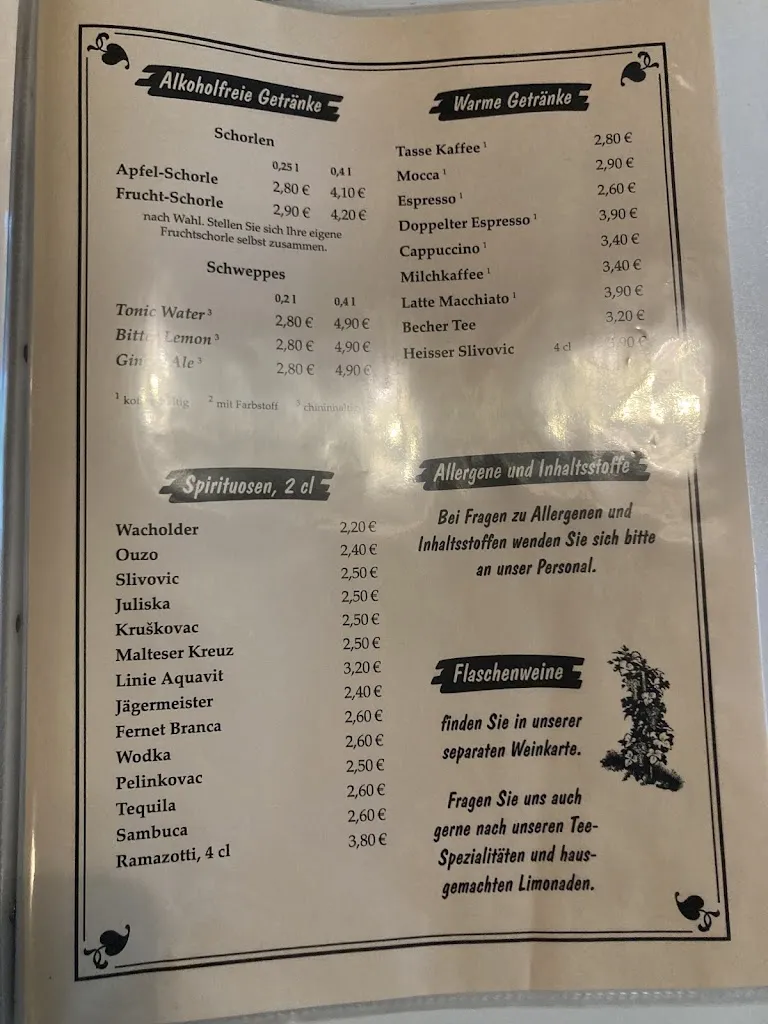 Alkoholfreie Getränke
Schorlen
0,25 l 0,4 l
Apfel-Schorle 2,80 € 4,10 €
Frucht-Schorle 2,90 € 4,20 €
nach Wahl. Stellen Sie sich Ihre eigene
Fruchtschorle selbst zusammen.
Schweppes
0,2 l 0,4 l
Tonic Water ³ 2,80 € 4,90 €
Bitter Lemon ³ 2,80 € 4,90 €
Ginger Ale ³ 2,80 € 4,90 €
¹ ² mit Farbstoff ³ chininhaltig
Spirituosen, 2 cl
Wacholder 2,20 €
Ouzo 2,40 €
Slivovic 2,50 €
Juliska 2,50 €
Kruškovac 2,50 €
Malteser Kreuz 2,50 €
Linie Aquavit 3,20 €
Jägermeister 2,40 €
Fernet Branca 2,60 €
Wodka 2,60 €
Pelinkovac 2,50 €
Tequila 2,60 €
Sambuca 2,60 €
Ramazotti, 4 cl 3,80 €
Warme Getränke
Tasse Kaffee ¹ 2,80 €
Mocca ¹ 2,90 €
Espresso ¹ 2,60 €
Doppelter Espresso ¹ 3,90 €
Cappuccino ¹ 3,40 €
Milchkaffee ¹ 3,40 €
Latte Macchiato ¹ 3,90 €
Becher Tee 3,20 €
Heisser Slivovic 4 cl
Allergene und Inhaltsstoffe
Bei Fragen zu Allergenen und
Inhaltsstoffen wenden Sie sich bitte
an unser Personal.
Flaschenweine
finden Sie in unserer
separaten Weinkarte.
Fragen Sie uns auch
gerne nach unseren Tee-
Spezialitäten und haus-
gemachten Limonaden.